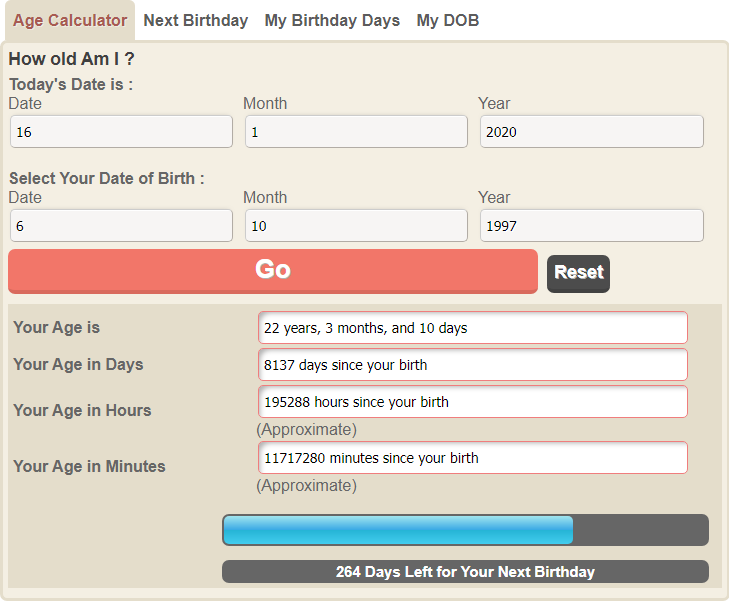 Age Calculator Next Birthday My Birthday Days My DOB
How old Am I ?
Today's Date is :
Date Month Year
16 1 2020
Select Your Date of Birth :
Date Month Year
6 10 1997
Go Reset
Your Age is 22 years, 3 months, and 10 days
Your Age in Days 8137 days since your birth
Your Age in Hours 195288 hours since your birth
(Approximate)
Your Age in Minutes 11717280 minutes since your birth
(Approximate)
264 Days Left for Your Next Birthday